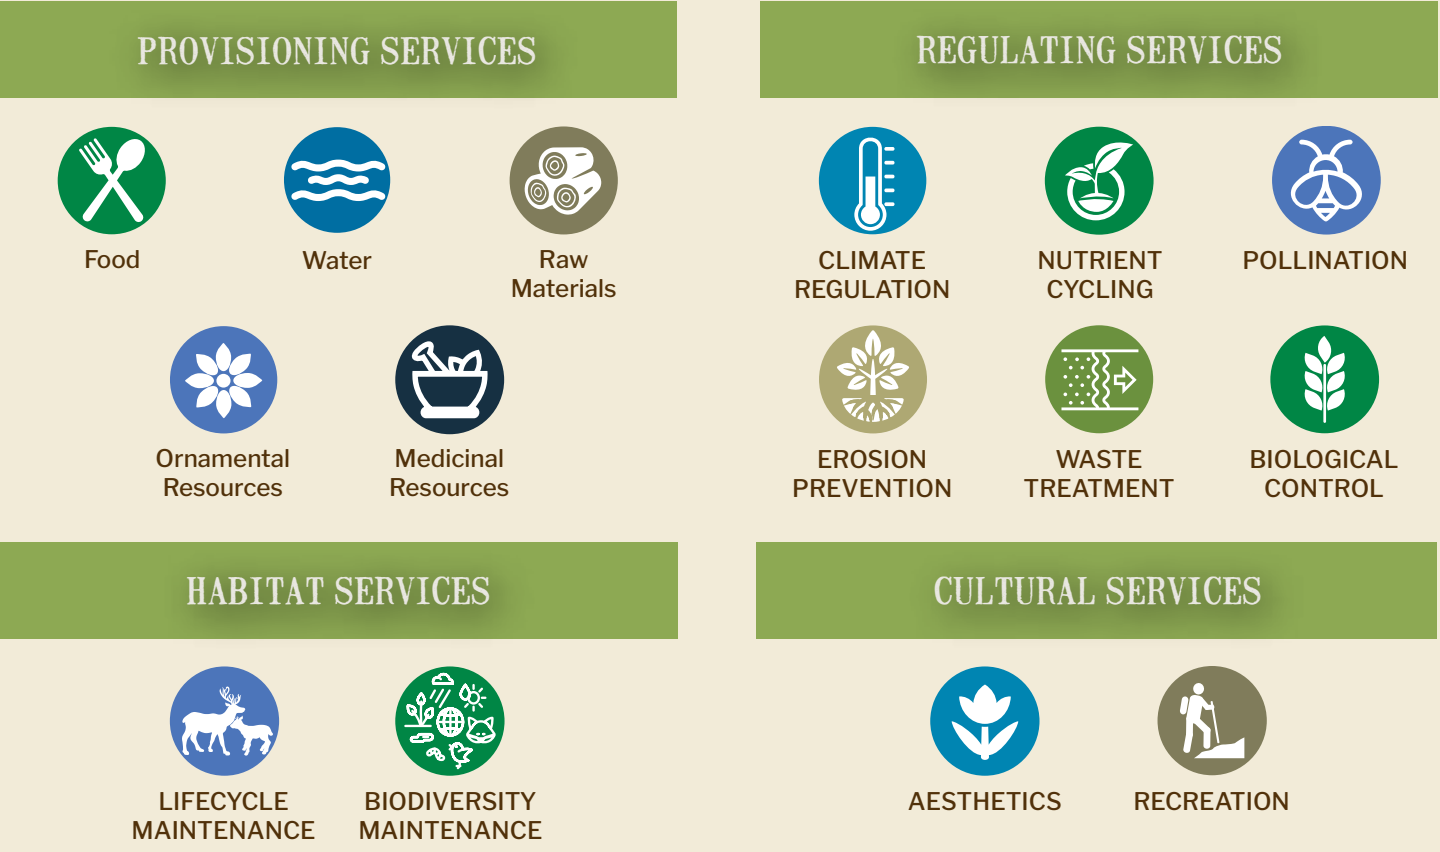 PROVISIONING SERVICES
Food
Water
Raw
Materials
Ornamental
Resources
Medicinal
Resources
REGULATING SERVICES
CLIMATE
REGULATION
NUTRIENT
CYCLING
POLLINATION
EROSION
PREVENTION
WASTE
TREATMENT
BIOLOGICAL
CONTROL
HABITAT SERVICES
LIFECYCLE
MAINTENANCE
BIODIVERSITY
MAINTENANCE
CULTURAL SERVICES
AESTHETICS
RECREATION